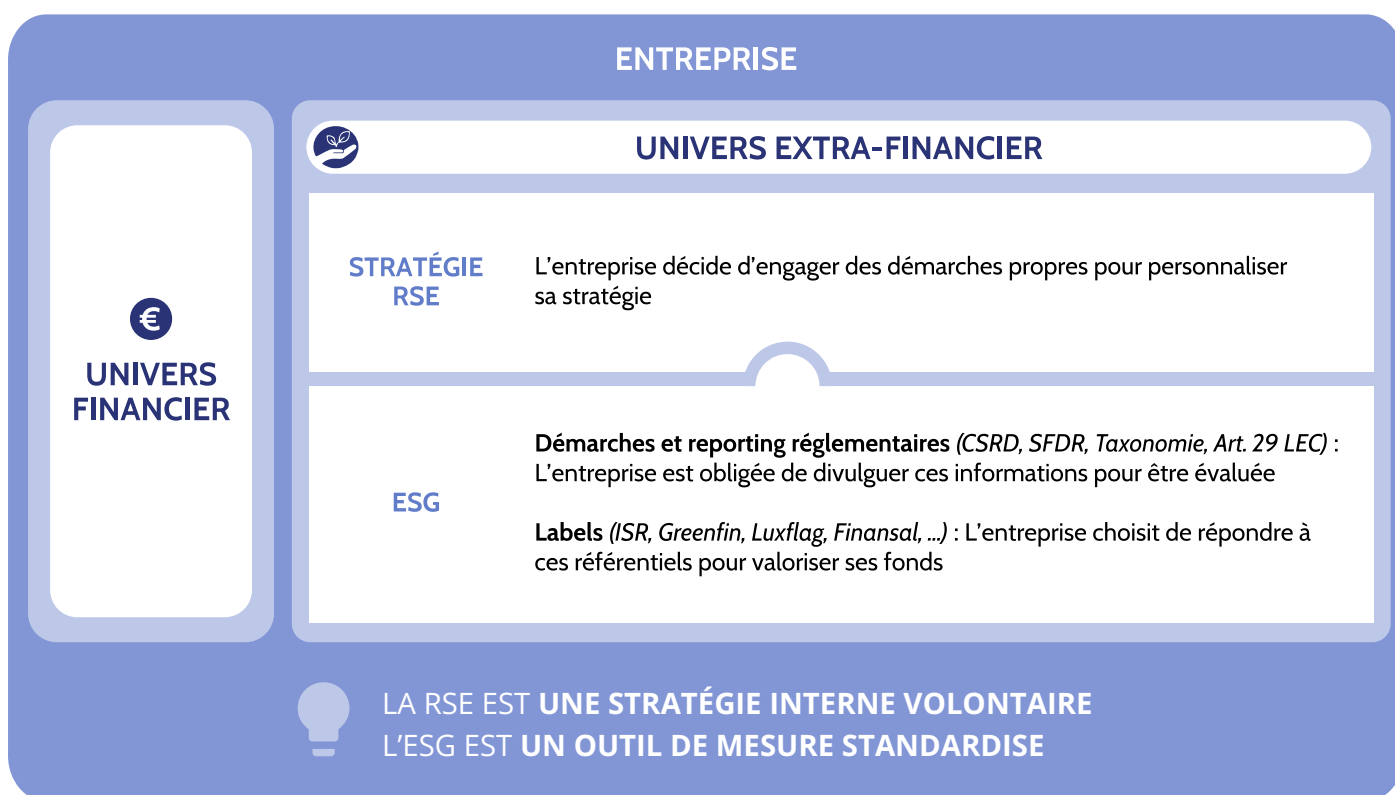 ENTREPRISE
€
UNIVERS
FINANCIER
UNIVERS EXTRA-FINANCIER
STRATÉGIE
RSE
L'entreprise décide d'engager des démarches propres pour personnaliser
sa stratégie
ESG
Démarches et reporting réglementaires (CSRD, SFDR, Taxonomie, Art. 29 LEC) :
L'entreprise est obligée de divulguer ces informations pour être évaluée
Labels (ISR, Greenfin, Luxflag, Finansal, ...) : L'entreprise choisit de répondre à
ces référentiels pour valoriser ses fonds
LA RSE EST UNE STRATÉGIE INTERNE VOLONTAIRE
L'ESG EST UN OUTIL DE MESURE STANDARDISE